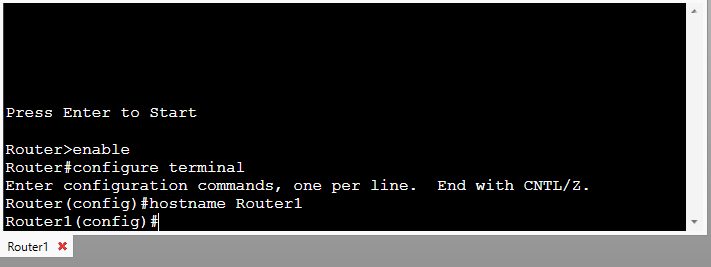 Press Enter to Start
Router>enable
Router#configure terminal
Enter configuration commands, one per line.  End with CNTL/Z.
Router(config)#hostname Router1
Router1(config)#
Router1